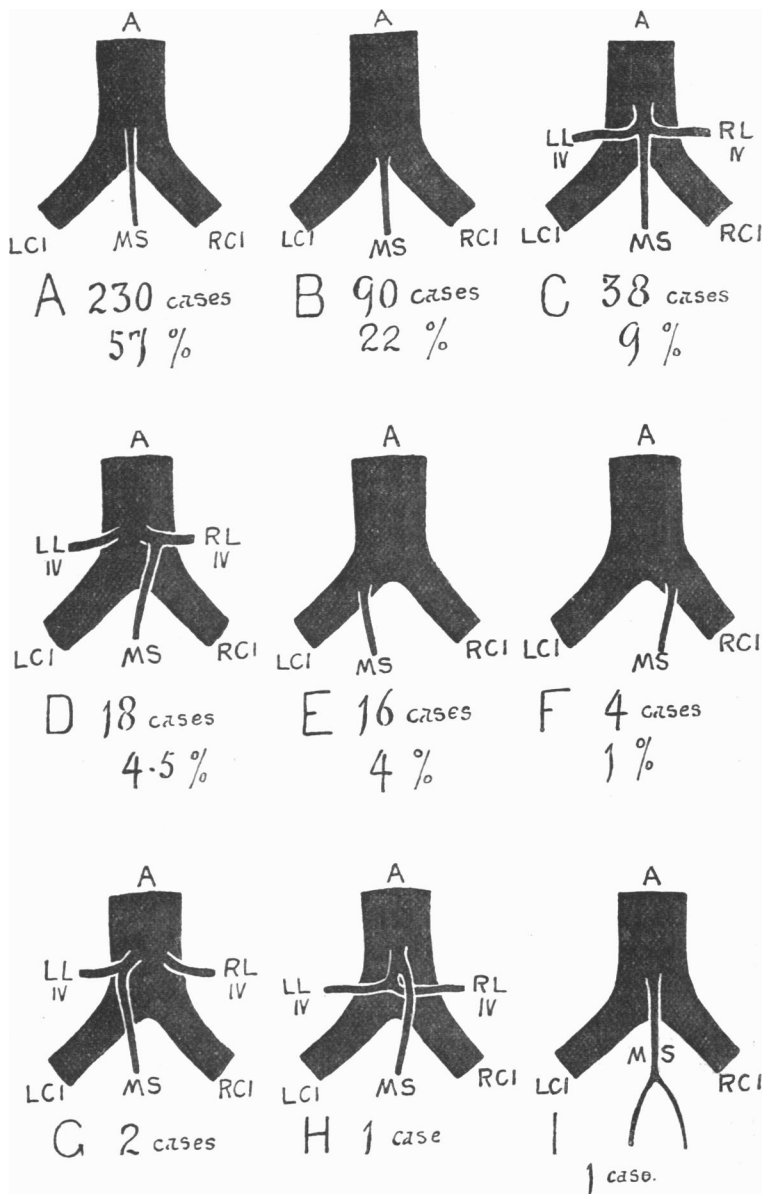 A
A
A
LL
IV
RL
IV
LCI
MS
RCI
LCI
MS
RCI
LCI
MS
RCI
A 230 cases
57 %
B 90 cases
22 %
C 38 cases
9 %
A
A
A
LL
IV
RL
IV
LCI
MS
RCI
LCI
MS
RCI
LCI
MS
RCI
D 18 cases
4.5 %
E 16 cases
4 %
F 4 cases
1 %
A
A
A
LL
IV
RL
IV
LL
IV
RL
IV
LCI
MS
RCI
LCI
MS
RCI
LCI
MS
RCI
G 2 cases
H 1 case
I
1 case.